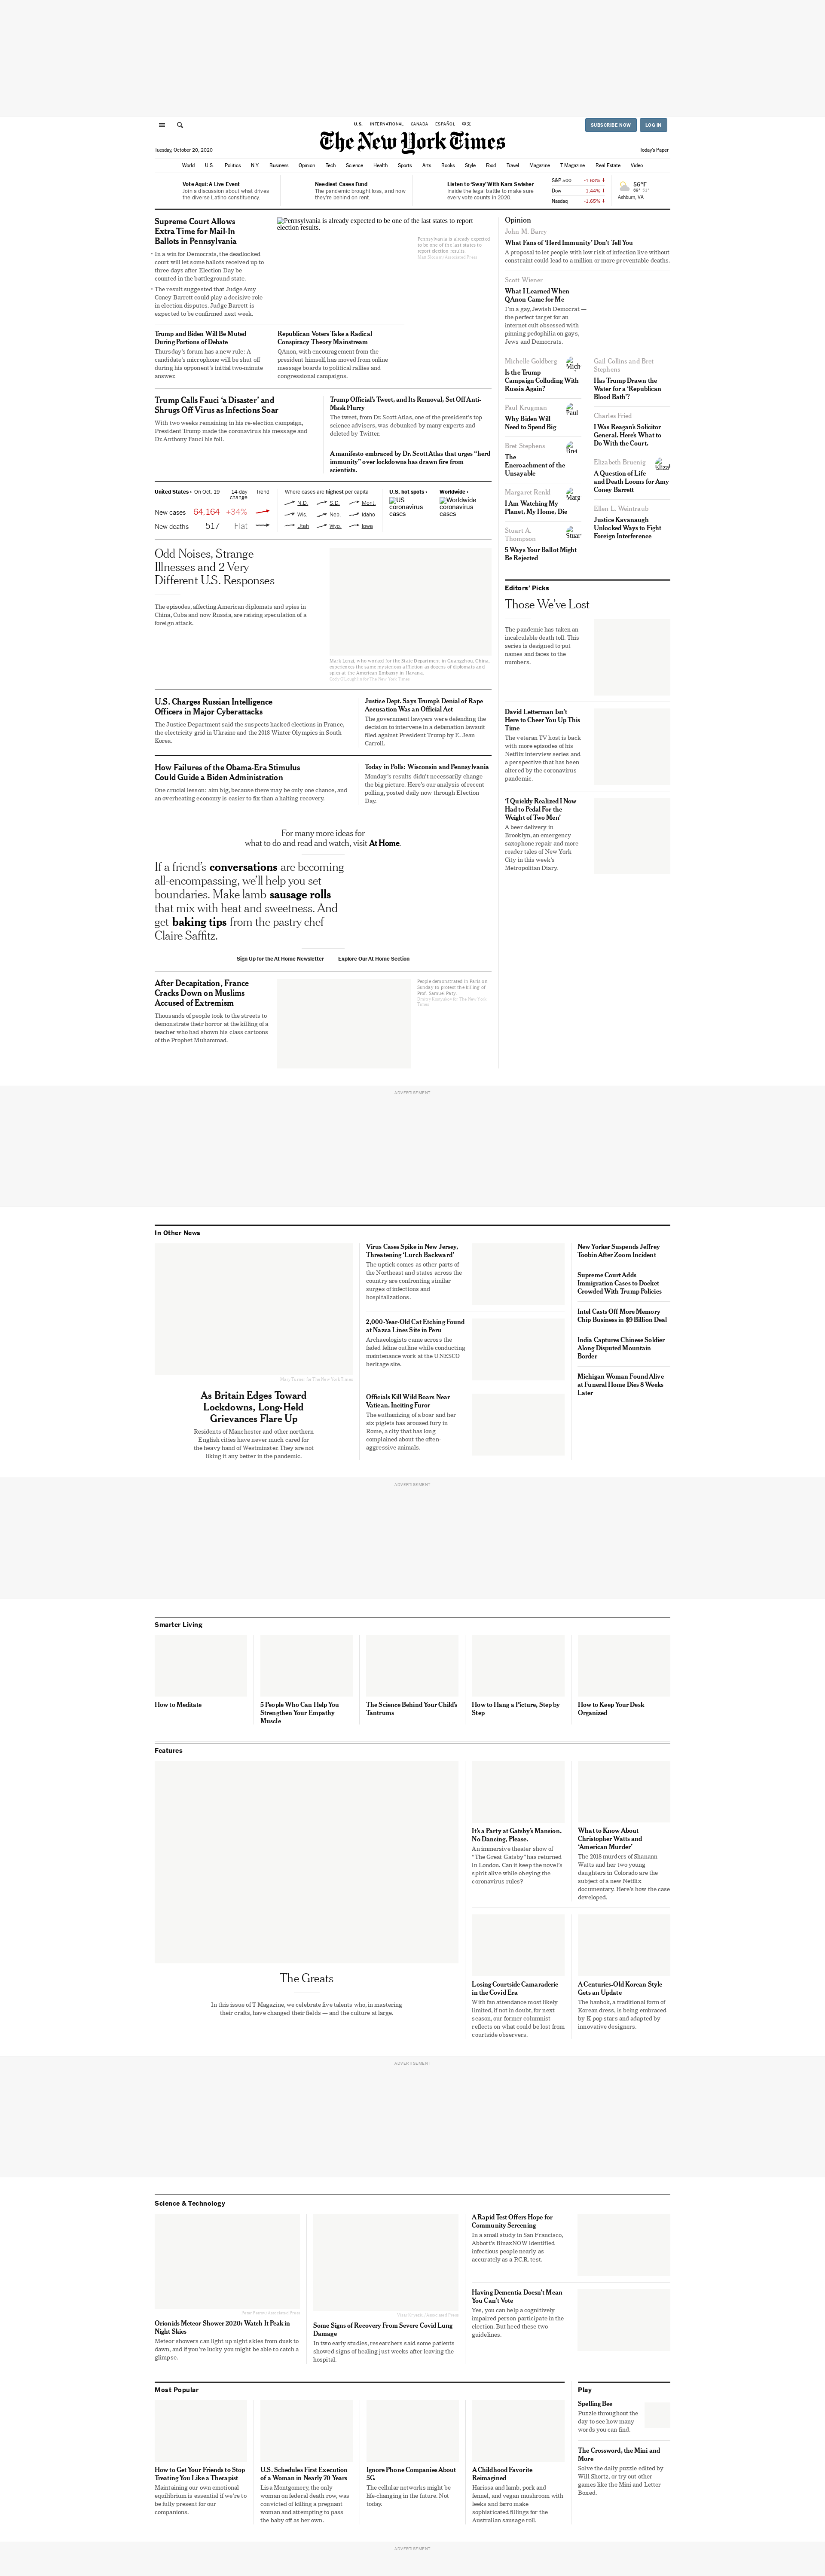 U.S. INTERNATIONAL CANADA ESPAÑOL 中文
SUBSCRIBE NOW
LOG IN
The New York Times
Tuesday, October 20, 2020
Today's Paper
World U.S. Politics N.Y. Business Opinion Tech Science Health Sports Arts Books Style Food Travel Magazine T Magazine Real Estate Video
Vote Aquí: A Live Event
Join a discussion about what drives
the diverse Latino constituency.
Neediest Cases Fund
The pandemic brought loss, and now
they're behind on rent.
Listen to 'Sway' With Kara Swisher
Inside the legal battle to make sure
every vote counts in 2020.
S&P 500 -1.63% ↓
Dow -1.44% ↓
Nasdaq -1.65% ↓
56°F
Ashburn, VA
Supreme Court Allows
Extra Time for Mail-In
Ballots in Pennsylvania
In a win for Democrats, the deadlocked
court will let some ballots received up to
three days after Election Day be
counted in the battleground state.
The result suggested that Judge Amy
Coney Barrett could play a decisive role
in election disputes. Judge Barrett is
expected to be confirmed next week.
Pennsylvania is already expected to be one of the last states to report
election results.
Pennsylvania is already expected
to be one of the last states to
report election results.
Trump and Biden Will Be Muted
During Portions of Debate
Thursday's forum has a new rule: A
candidate's microphone will be shut off
during his opponent's initial two-minute
answer.
Republican Voters Take a Radical
Conspiracy Theory Mainstream
QAnon, with encouragement from the
president himself, has moved from online
message boards to political rallies and
congressional campaigns.
Trump Calls Fauci 'a Disaster' and
Shrugs Off Virus as Infections Soar
With two weeks remaining in his re-election campaign,
President Trump made the coronavirus his message and
Dr. Anthony Fauci his foil.
Trump Official's Tweet, and Its Removal, Set Off Anti-
Mask Flurry
The tweet, from Dr. Scott Atlas, one of the president's top
science advisers, was debunked by many experts and
deleted by Twitter.
A manifesto embraced by Dr. Scott Atlas that urges "herd
immunity" over lockdowns has drawn fire from
scientists.
United States › On Oct. 19 14-day
change Trend
New cases 64,164 +34%
New deaths 517 Flat
Where cases are highest per capita
N.D. S.D. Mont.
Wis. Neb. Idaho
Utah Wyo. Iowa
U.S. hot spots ›
US
coronavirus
cases
Worldwide ›
Worldwide
coronavirus
cases
Odd Noises, Strange
Illnesses and 2 Very
Different U.S. Responses
The episodes, affecting American diplomats and spies in
China, Cuba and now Russia, are raising speculation of a
foreign attack.
Mark Lenzi, who worked for the State Department in Guangzhou, China,
experiences the same mysterious affliction as dozens of diplomats and
spies at the American Embassy in Havana.
U.S. Charges Russian Intelligence
Officers in Major Cyberattacks
The Justice Department said the suspects hacked elections in France,
the electricity grid in Ukraine and the 2018 Winter Olympics in South
Korea.
Justice Dept. Says Trump's Denial of Rape
Accusation Was an Official Act
The government lawyers were defending the
decision to intervene in a defamation lawsuit
filed against President Trump by E. Jean
Carroll.
How Failures of the Obama-Era Stimulus
Could Guide a Biden Administration
One crucial lesson: aim big, because there may be only one chance, and
an overheating economy is easier to fix than a halting recovery.
Today in Polls: Wisconsin and Pennsylvania
Monday's results didn't necessarily change
the big picture. Here's our analysis of recent
polling, posted daily now through Election
Day.
For many more ideas for
what to do and read and watch, visit At Home.
If a friend's conversations are becoming
all-encompassing, we'll help you set
boundaries. Make lamb sausage rolls
that mix with heat and sweetness. And
get baking tips from the pastry chef
Claire Saffitz.
Sign Up for the At Home Newsletter
Explore Our At Home Section
After Decapitation, France
Cracks Down on Muslims
Accused of Extremism
Thousands of people took to the streets to
demonstrate their horror at the killing of a
teacher who had shown his class cartoons
of the Prophet Muhammad.
People demonstrated in Paris on
Sunday to protest the killing of
Prof. Samuel Paty.
Opinion
John M. Barry
What Fans of 'Herd Immunity' Don't Tell You
A proposal to let people with low risk of infection live without
constraint could lead to a million or more preventable deaths.
Scott Wiener
What I Learned When
QAnon Came for Me
I'm a gay, Jewish Democrat —
the perfect target for an
internet cult obsessed with
pinning pedophilia on gays,
Jews and Democrats.
Michelle Goldberg
Is the Trump
Campaign Colluding With
Russia Again?
Paul Krugman
Why Biden Will
Need to Spend Big
Bret Stephens
The
Encroachment of the
Unsayable
Margaret Renkl
I Am Watching My
Planet, My Home, Die
Stuart A.
Thompson
5 Ways Your Ballot Might
Be Rejected
Gail Collins and Bret
Stephens
Has Trump Drawn the
Water for a 'Republican
Blood Bath'?
Charles Fried
I Was Reagan's Solicitor
General. Here's What to
Do With the Court.
Elizabeth Bruenig
A Question of Life
and Death Looms for Amy
Coney Barrett
Ellen L. Weintraub
Justice Kavanaugh
Unlocked Ways to Fight
Foreign Interference
Editors' Picks
Those We've Lost
The pandemic has taken an
incalculable death toll. This
series is designed to put
names and faces to the
numbers.
David Letterman Isn't
Here to Cheer You Up This
Time
The veteran TV host is back
with more episodes of his
Netflix interview series and
a perspective that has been
altered by the coronavirus
pandemic.
'I Quickly Realized I Now
Had to Pedal For the
Weight of Two Men'
A beer delivery in
Brooklyn, an emergency
saxophone repair and more
reader tales of New York
City in this week's
Metropolitan Diary.
ADVERTISEMENT
In Other News
As Britain Edges Toward
Lockdowns, Long-Held
Grievances Flare Up
Residents of Manchester and other northern
English cities have never much cared for
the heavy hand of Westminster. They are not
liking it any better in the pandemic.
Virus Cases Spike in New Jersey,
Threatening 'Lurch Backward'
The uptick comes as other parts of
the Northeast and states across the
country are confronting similar
surges of infections and
hospitalizations.
2,000-Year-Old Cat Etching Found
at Nazca Lines Site in Peru
Archaeologists came across the
faded feline outline while conducting
maintenance work at the UNESCO
heritage site.
Officials Kill Wild Boars Near
Vatican, Inciting Furor
The euthanizing of a boar and her
six piglets has aroused fury in
Rome, a city that has long
complained about the often-
aggressive animals.
New Yorker Suspends Jeffrey
Toobin After Zoom Incident
Supreme Court Adds
Immigration Cases to Docket
Crowded With Trump Policies
Intel Casts Off More Memory
Chip Business in $9 Billion Deal
India Captures Chinese Soldier
Along Disputed Mountain
Border
Michigan Woman Found Alive
at Funeral Home Dies 8 Weeks
Later
ADVERTISEMENT
Smarter Living
How to Meditate
5 People Who Can Help You
Strengthen Your Empathy
Muscle
The Science Behind Your Child's
Tantrums
How to Hang a Picture, Step by
Step
How to Keep Your Desk
Organized
Features
The Greats
In this issue of T Magazine, we celebrate five talents who, in mastering
their crafts, have changed their fields — and the culture at large.
It's a Party at Gatsby's Mansion.
No Dancing, Please.
An immersive theater show of
"The Great Gatsby" has returned
in London. Can it keep the novel's
spirit alive while obeying the
coronavirus rules?
What to Know About
Christopher Watts and
'American Murder'
The 2018 murders of Shanann
Watts and her two young
daughters in Colorado are the
subject of a new Netflix
documentary. Here's how the case
developed.
Losing Courtside Camaraderie
in the Covid Era
With fan attendance most likely
limited, if not in doubt, for next
season, our former columnist
reflects on what could be lost from
courtside observers.
A Centuries-Old Korean Style
Gets an Update
The hanbok, a traditional form of
Korean dress, is being embraced
by K-pop stars and adapted by
innovative designers.
ADVERTISEMENT
Science & Technology
Orionids Meteor Shower 2020: Watch It Peak in
Night Skies
Meteor showers can light up night skies from dusk to
dawn, and if you're lucky you might be able to catch a
glimpse.
Some Signs of Recovery From Severe Covid Lung
Damage
In two early studies, researchers said some patients
showed signs of healing just weeks after leaving the
hospital.
A Rapid Test Offers Hope for
Community Screening
In a small study in San Francisco,
Abbott's BinaxNOW identified
infectious people nearly as
accurately as a P.C.R. test.
Having Dementia Doesn't Mean
You Can't Vote
Yes, you can help a cognitively
impaired person participate in the
election. But heed these two
guidelines.
Most Popular
How to Get Your Friends to Stop
Treating You Like a Therapist
Maintaining our own emotional
equilibrium is essential if we're to
be fully present for our
companions.
U.S. Schedules First Execution
of a Woman in Nearly 70 Years
Lisa Montgomery, the only
woman on federal death row, was
convicted of killing a pregnant
woman and attempting to pass
the baby off as her own.
Ignore Phone Companies About
5G
The cellular networks might be
life-changing in the future. Not
today.
A Childhood Favorite
Reimagined
Harissa and lamb, pork and
fennel, and vegan mushroom with
leeks and farro make
sophisticated fillings for the
Australian sausage roll.
Play
Spelling Bee
Puzzle throughout the
day to see how many
words you can find.
The Crossword, the Mini and
More
Solve the daily puzzle edited by
Will Shortz, or try out other
games like the Mini and Letter
Boxed.
ADVERTISEMENT